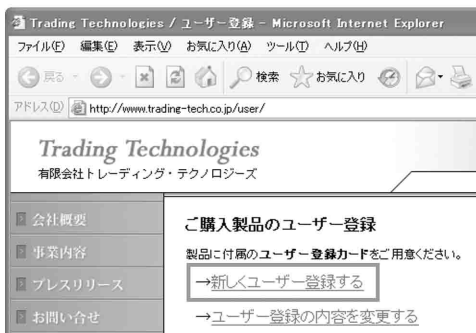 Trading Technologies / ユーザー登録 - Microsoft Internet Explorer
ファイル(F) 編集(E) 表示(V) お気に入り(A) ツール(T) ヘルプ(H)
戻る 検索 お気に入り
アドレス(D) http://www.trading-tech.co.jp/user/
Trading Technologies
有限会社トレーディング・テクノロジーズ
会社概要
事業内容
プレスリリース
お問い合せ
ご購入製品のユーザー登録
製品に付属のユーザー登録カードをご用意ください。
→新しくユーザー登録する
→ユーザー登録の内容を変更する